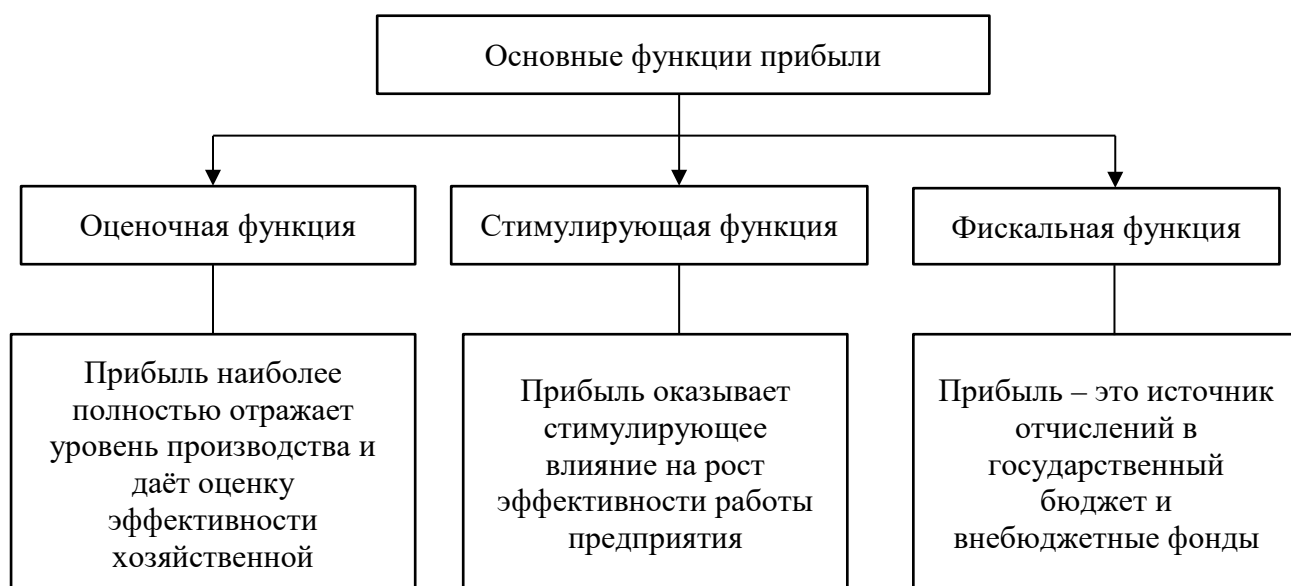 Основные функции прибыли
Оценочная функция
Стимулирующая функция
Фискальная функция
Прибыль наиболее
полностью отражает
уровень производства и
даёт оценку
эффективности
хозяйственной
Прибыль оказывает
стимулирующее
влияние на рост
эффективности работы
предприятия
Прибыль – это источник
отчислений в
государственный
бюджет и
внебюджетные фонды